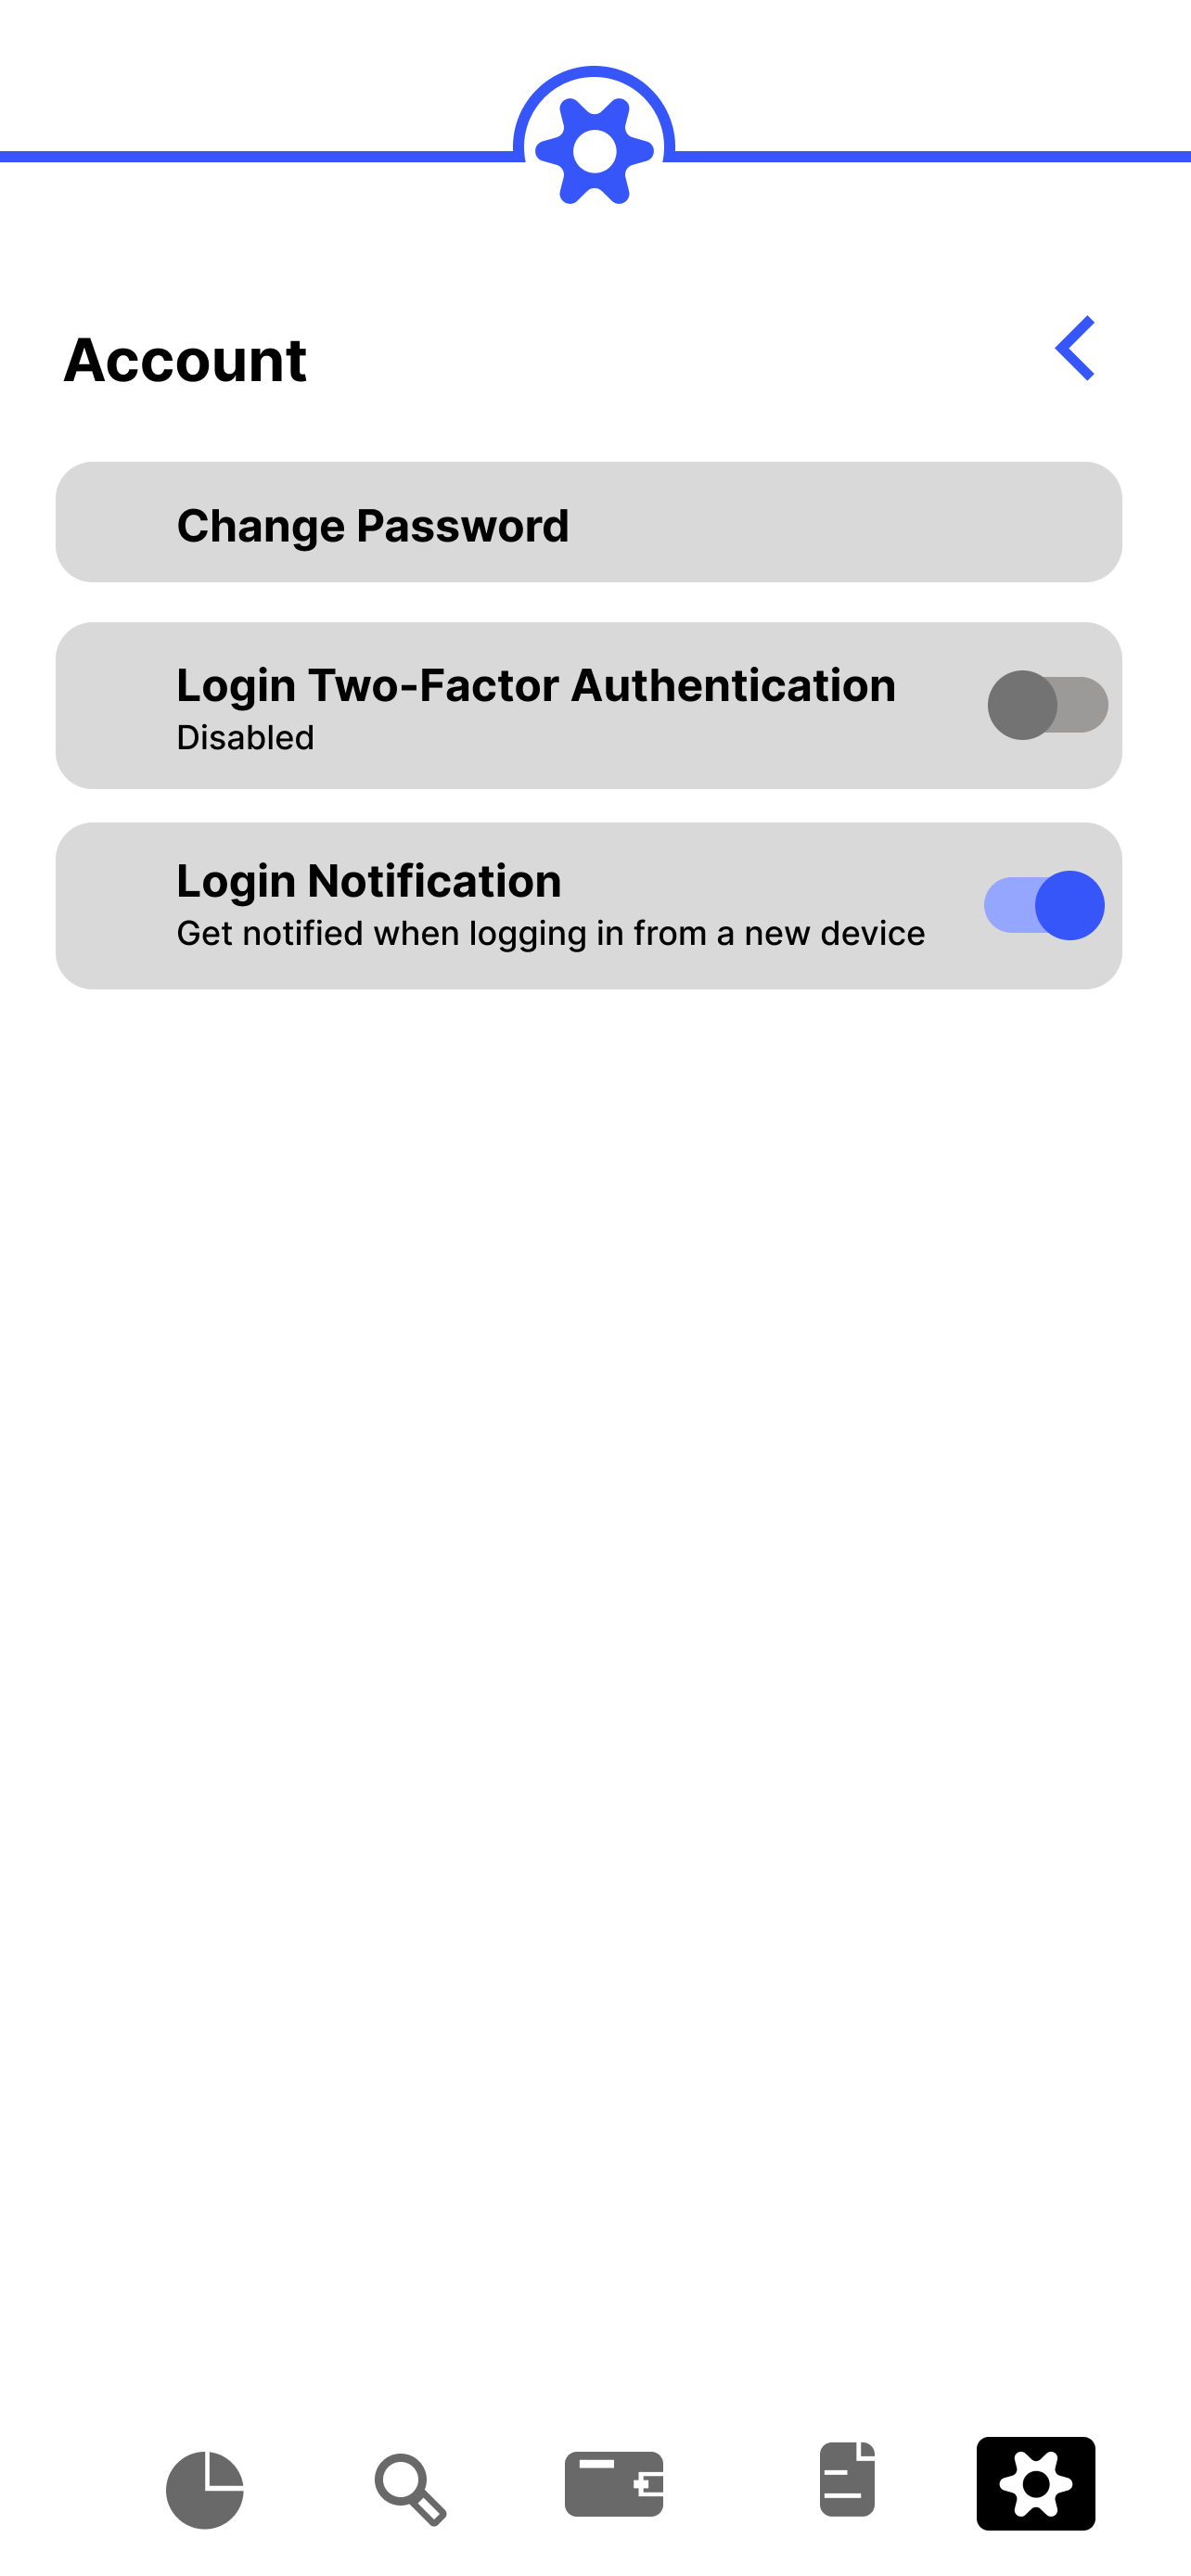 Account
Change Password
Login Two-Factor Authentication
Disabled
Login Notification
Get notified when logging in from a new device